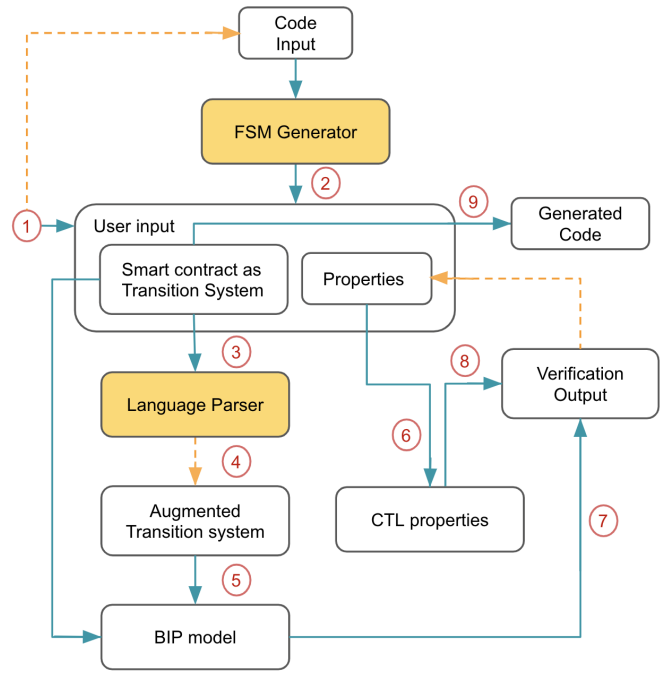 Code
Input
FSM Generator
2
1
User input
9
Generated
Code
Smart contract as
Transition System
Properties
3
8
Verification
Output
Language Parser
6
4
Augmented
Transition system
CTL properties
7
5
BIP model